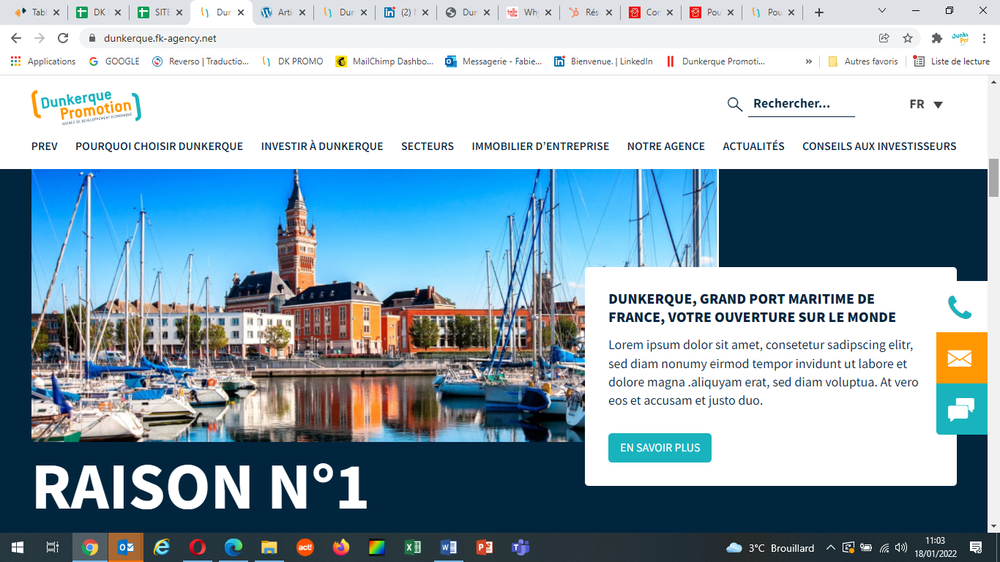 Tabl
DK
SITE
Dun
Arti
Dun
(2)
Dun
Why
Rés
Cor
Pou
Pou
dunkerque.fk-agency.net
Applications
GOOGLE
Reverso | Traductio...
DK PROMO
MailChimp Dashbo...
Messagerie - Fabie...
Bienvenue. | LinkedIn
Dunkerque Promoti...
»
Autres favoris
Liste de lecture
Dunkerque
Promotion
AGENCE DE DÉVELOPPEMENT ÉCONOMIQUE
Rechercher...
FR
PREV POURQUOI CHOISIR DUNKERQUE INVESTIR À DUNKERQUE SECTEURS IMMOBILIER D’ENTREPRISE NOTRE AGENCE ACTUALITÉS CONSEILS AUX INVESTISSEURS
DUNKERQUE, GRAND PORT MARITIME DE
FRANCE, VOTRE OUVERTURE SUR LE MONDE
Lorem ipsum dolor sit amet, consetetur sadipscing elitr,
sed diam nonumy eirmod tempor invidunt ut labore et
dolore magna .aliquyam erat, sed diam voluptua. At vero
eos et accusam et justo duo.
EN SAVOIR PLUS
RAISON N°1
act!
3°C Brouillard
11:03
18/01/2022